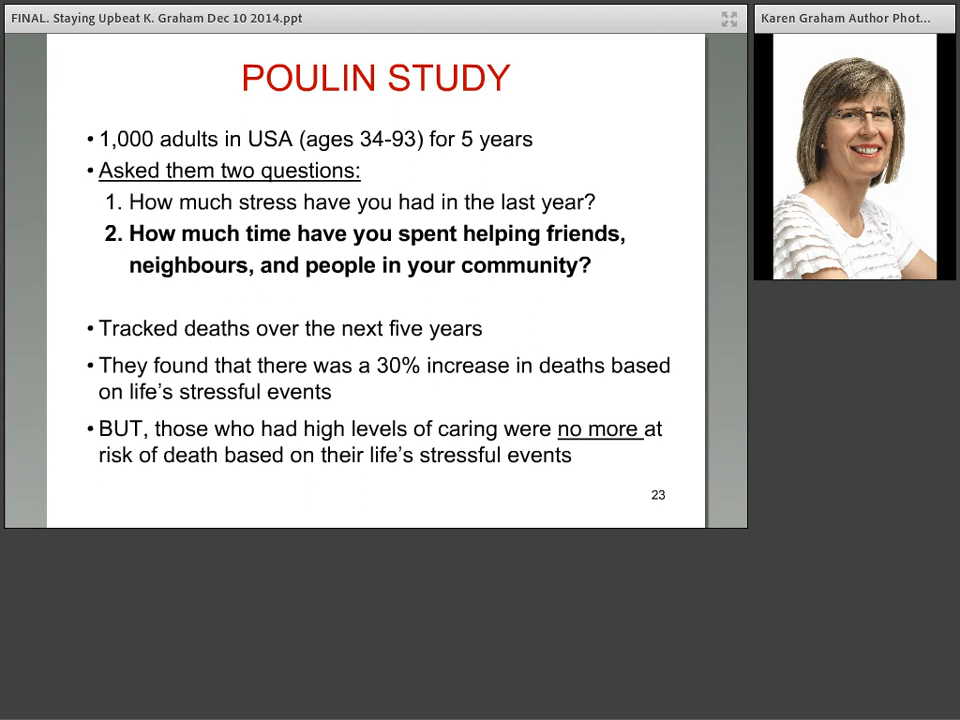 FINAL. Staying Upbeat K. Graham Dec 10 2014.ppt
Karen Graham Author Phot...
POULIN STUDY
• 1,000 adults in USA (ages 34-93) for 5 years
• Asked them two questions:
1. How much stress have you had in the last year?
2. How much time have you spent helping friends,
neighbours, and people in your community?
• Tracked deaths over the next five years
• They found that there was a 30% increase in deaths based
on life's stressful events
• BUT, those who had high levels of caring were no more at
risk of death based on their life's stressful events
23